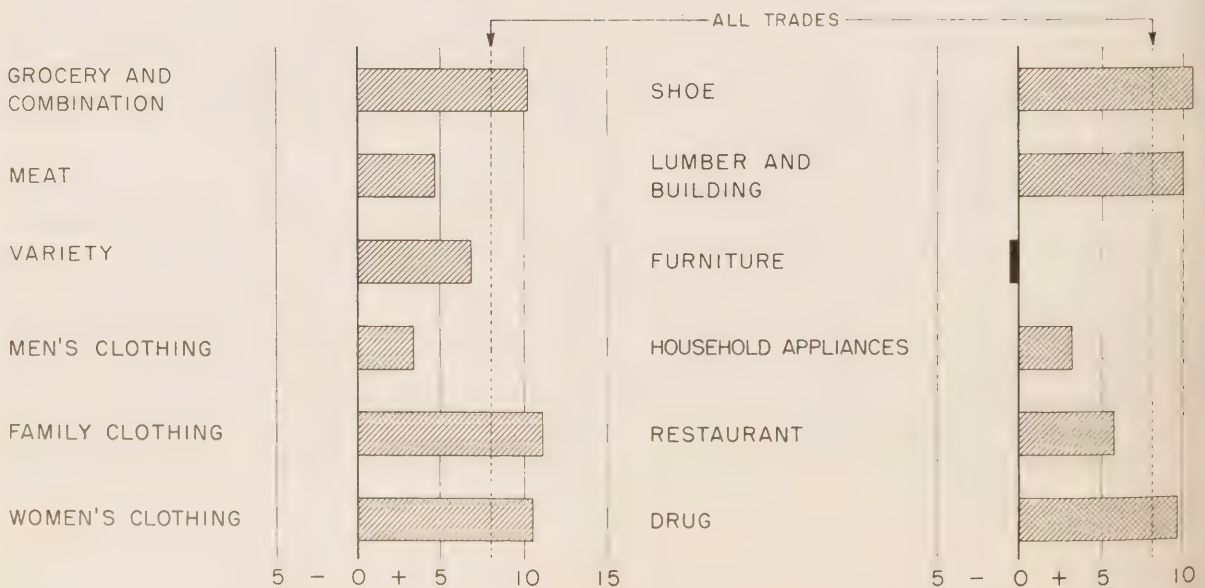 ALL TRADES
GROCERY AND
COMBINATION
MEAT
VARIETY
MEN'S CLOTHING
FAMILY CLOTHING
WOMEN'S CLOTHING
5 – 0 + 5 10 15
SHOE
LUMBER AND
BUILDING
FURNITURE
HOUSEHOLD APPLIANCES
RESTAURANT
DRUG
5 – 0 + 5 10